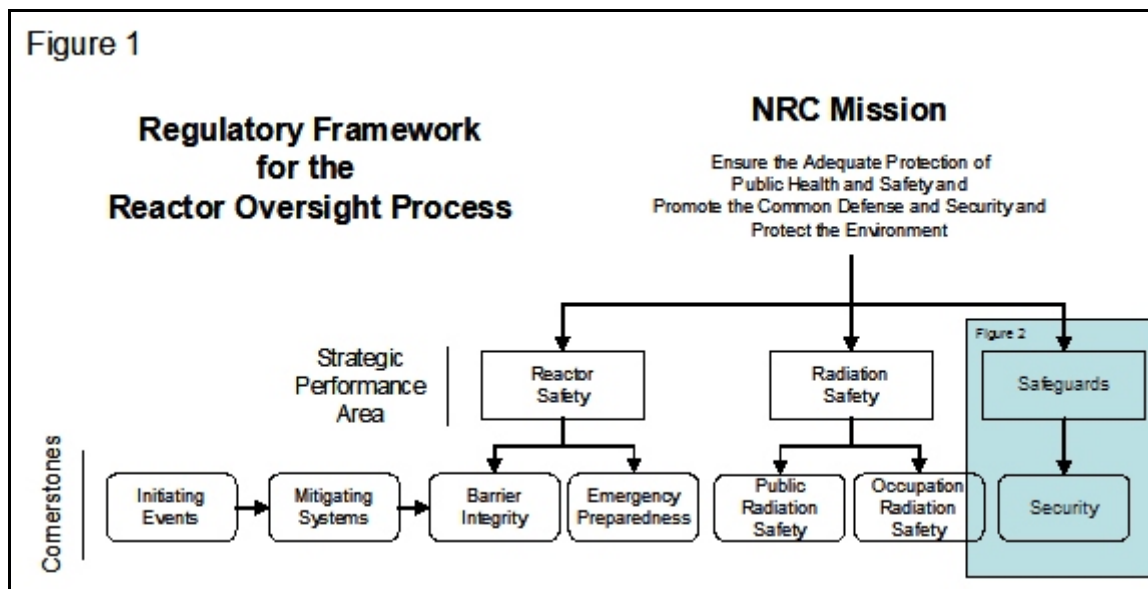 Figure 1
Regulatory Framework
for the
Reactor Oversight Process
NRC Mission
Ensure the Adequate Protection of
Public Health and Safety and
Promote the Common Defense and Security and
Protect the Environment
Figure 2
Strategic
Performance
Area
Reactor
Safety
Radiation
Safety
Safeguards
Cornerstones
Initiating
Events
Mitigating
Systems
Barrier
Integrity
Emergency
Preparedness
Public
Radiation
Safety
Occupation
Radiation
Safety
Security